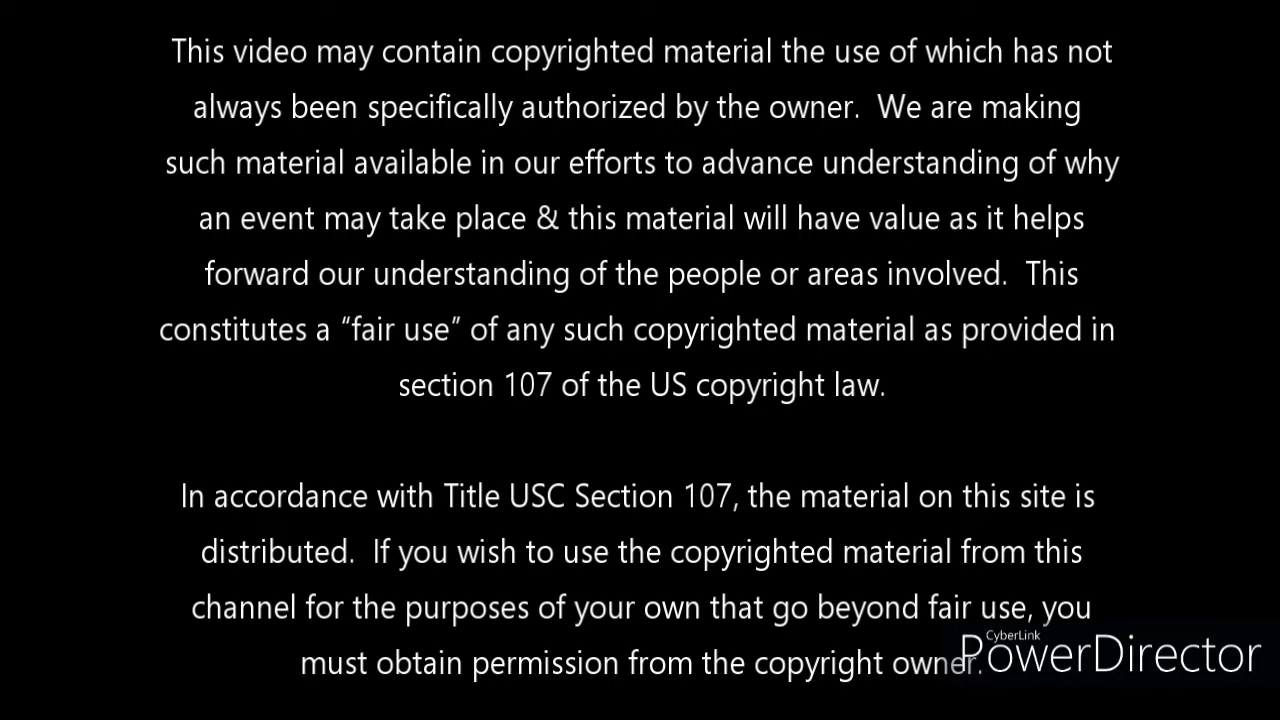 This video may contain copyrighted material the use of which has not
always been specifically authorized by the owner.  We are making
such material available in our efforts to advance understanding of why
an event may take place & this material will have value as it helps
forward our understanding of the people or areas involved.  This
constitutes a “fair use” of any such copyrighted material as provided in
section 107 of the US copyright law.
In accordance with Title USC Section 107, the material on this site is
distributed.  If you wish to use the copyrighted material from this
channel for the purposes of your own that go beyond fair use, you
must obtain permission from the copyright owner.
CyberLink
PowerDirector